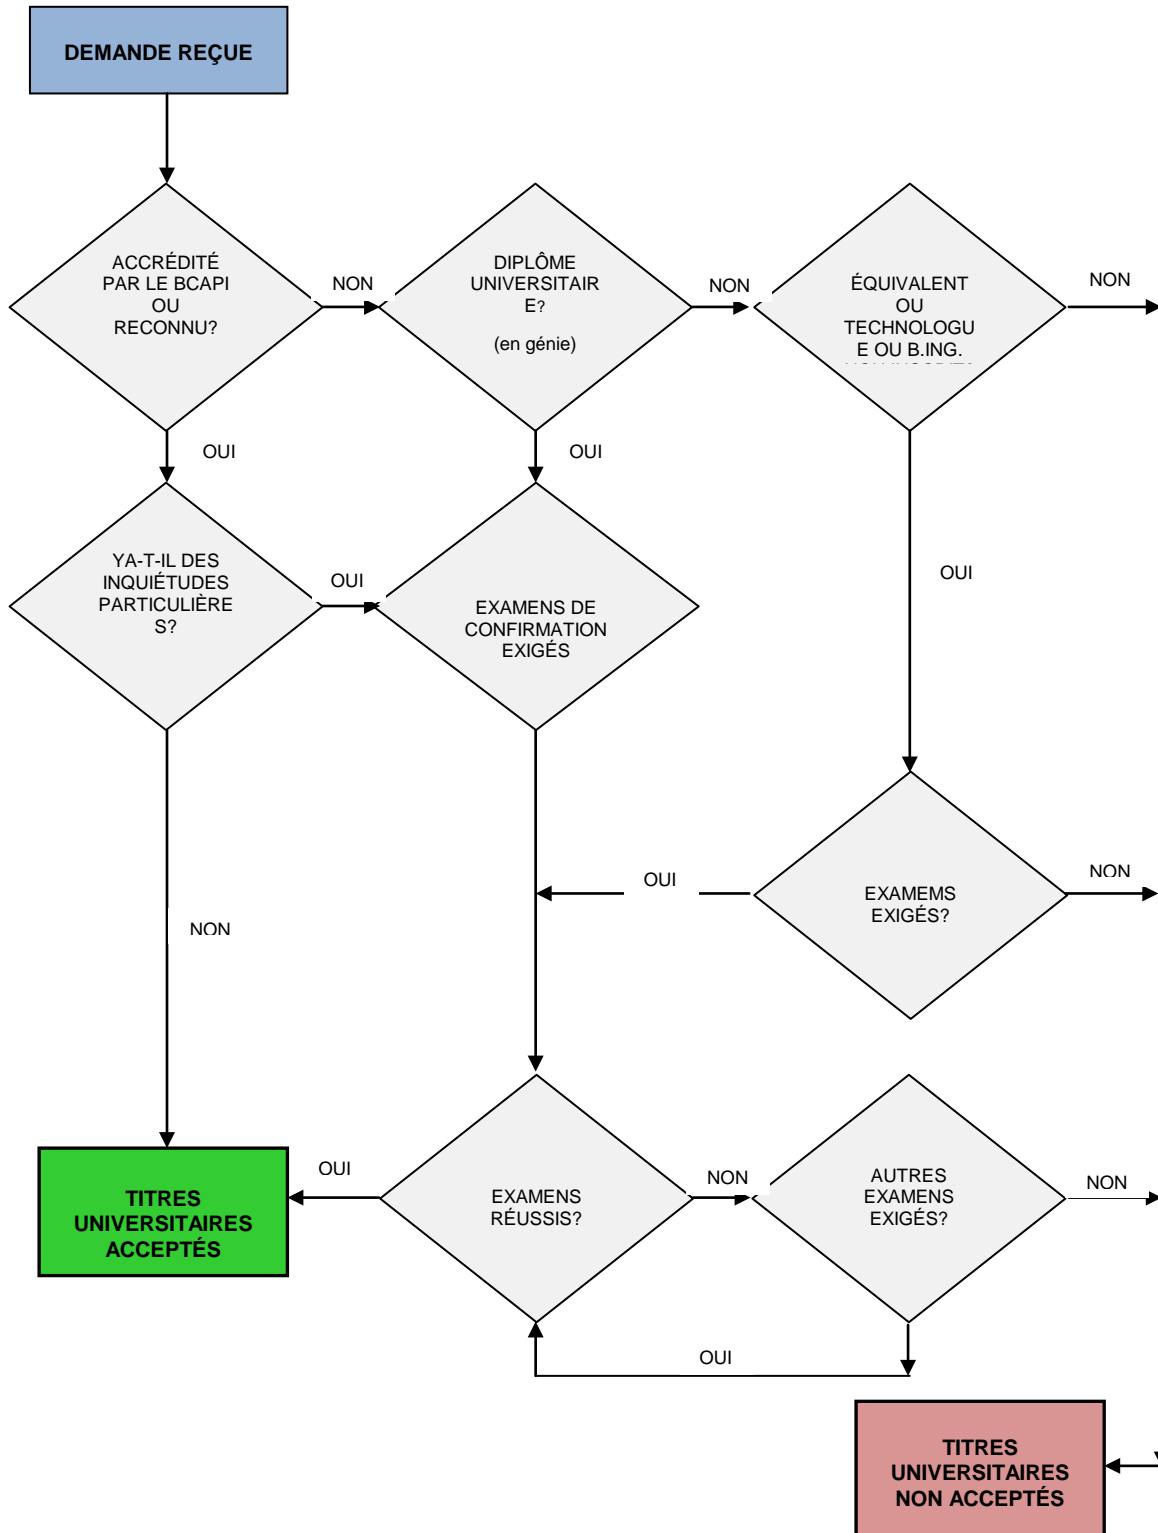 DEMANDE REÇUE
ACCRÉDITÉ
PAR LE BCAPI
OU
RECONNU?
NON
DIPLÔME
UNIVERSITAIR
E?
(en génie)
NON
ÉQUIVALENT
OU
TECHNOLOGU
E OU B.ING.
NON
OUI
OUI
YA-T-IL DES
INQUIÉTUDES
PARTICULIÈRE
S?
OUI
EXAMENS DE
CONFIRMATION
EXIGÉS
OUI
OUI
EXAMEMS
EXIGÉS?
NON
NON
OUI
EXAMENS
RÉUSSIS?
NON
AUTRES
EXAMENS
EXIGÉS?
NON
TITRES
UNIVERSITAIRES
ACCEPTÉS
OUI
TITRES
UNIVERSITAIRES
NON ACCEPTÉS